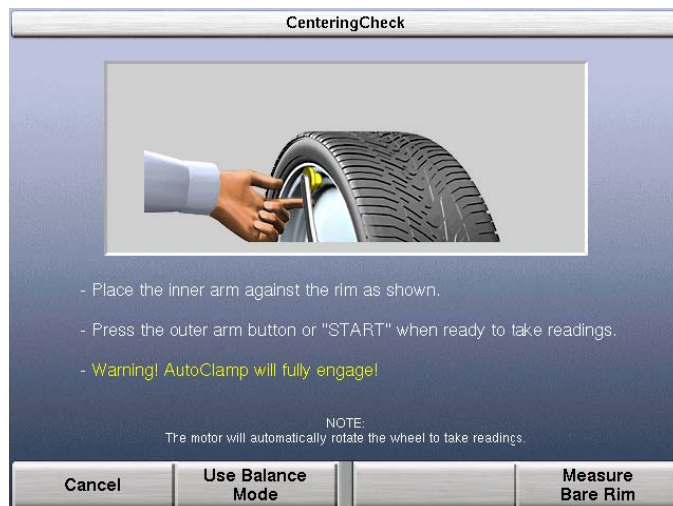 CenteringCheck
- Place the inner arm against the rim as shown.
- Press the outer arm button or "START" when ready to take readings.
- Warning! AutoClamp will fully engage!
NOTE:
The motor will automatically rotate the wheel to take readings.
Cancel
Use Balance
Mode
Measure
Bare Rim